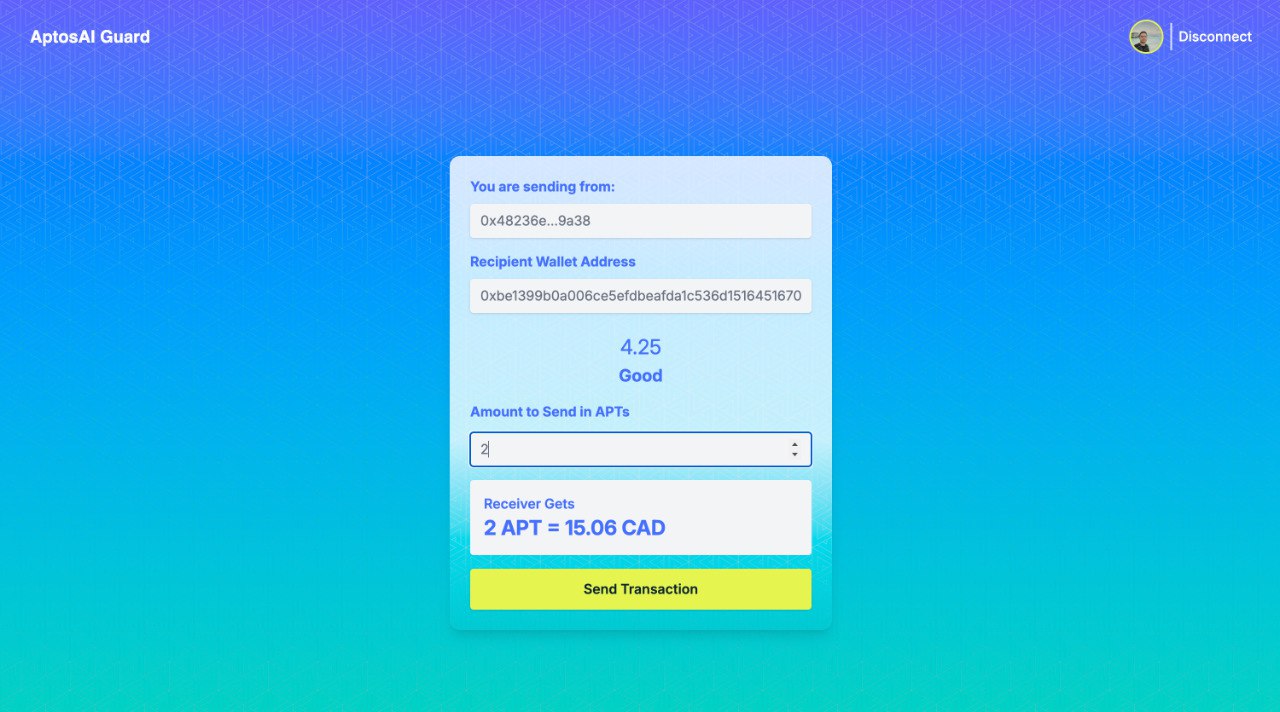 AptosAI Guard
Disconnect
You are sending from:
0x48236e...9a38
Recipient Wallet Address
0xbe1399b0a006ce5efdbeafda1c536d1516451670
4.25
Good
Amount to Send in APTs
2
Receiver Gets
2 APT = 15.06 CAD
Send Transaction